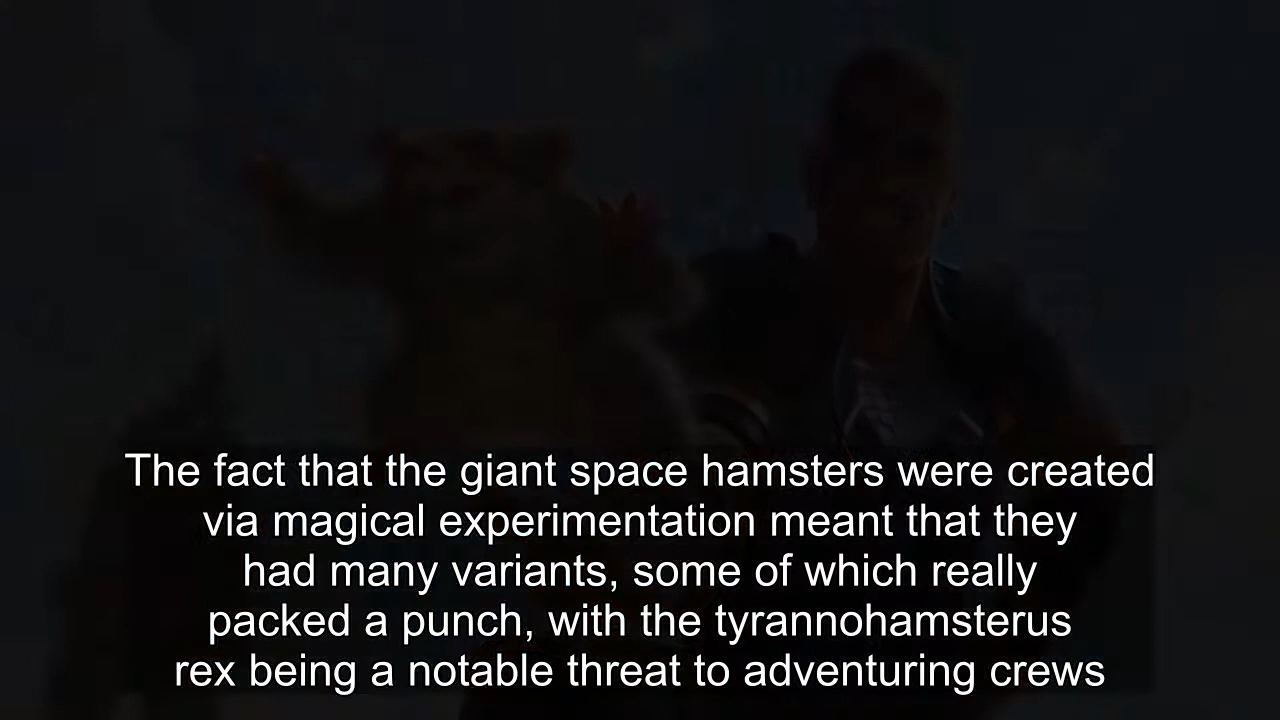 The fact that the giant space hamsters were created
via magical experimentation meant that they
had many variants, some of which really
packed a punch, with the tyrannohamsterus
rex being a notable threat to adventuring crews